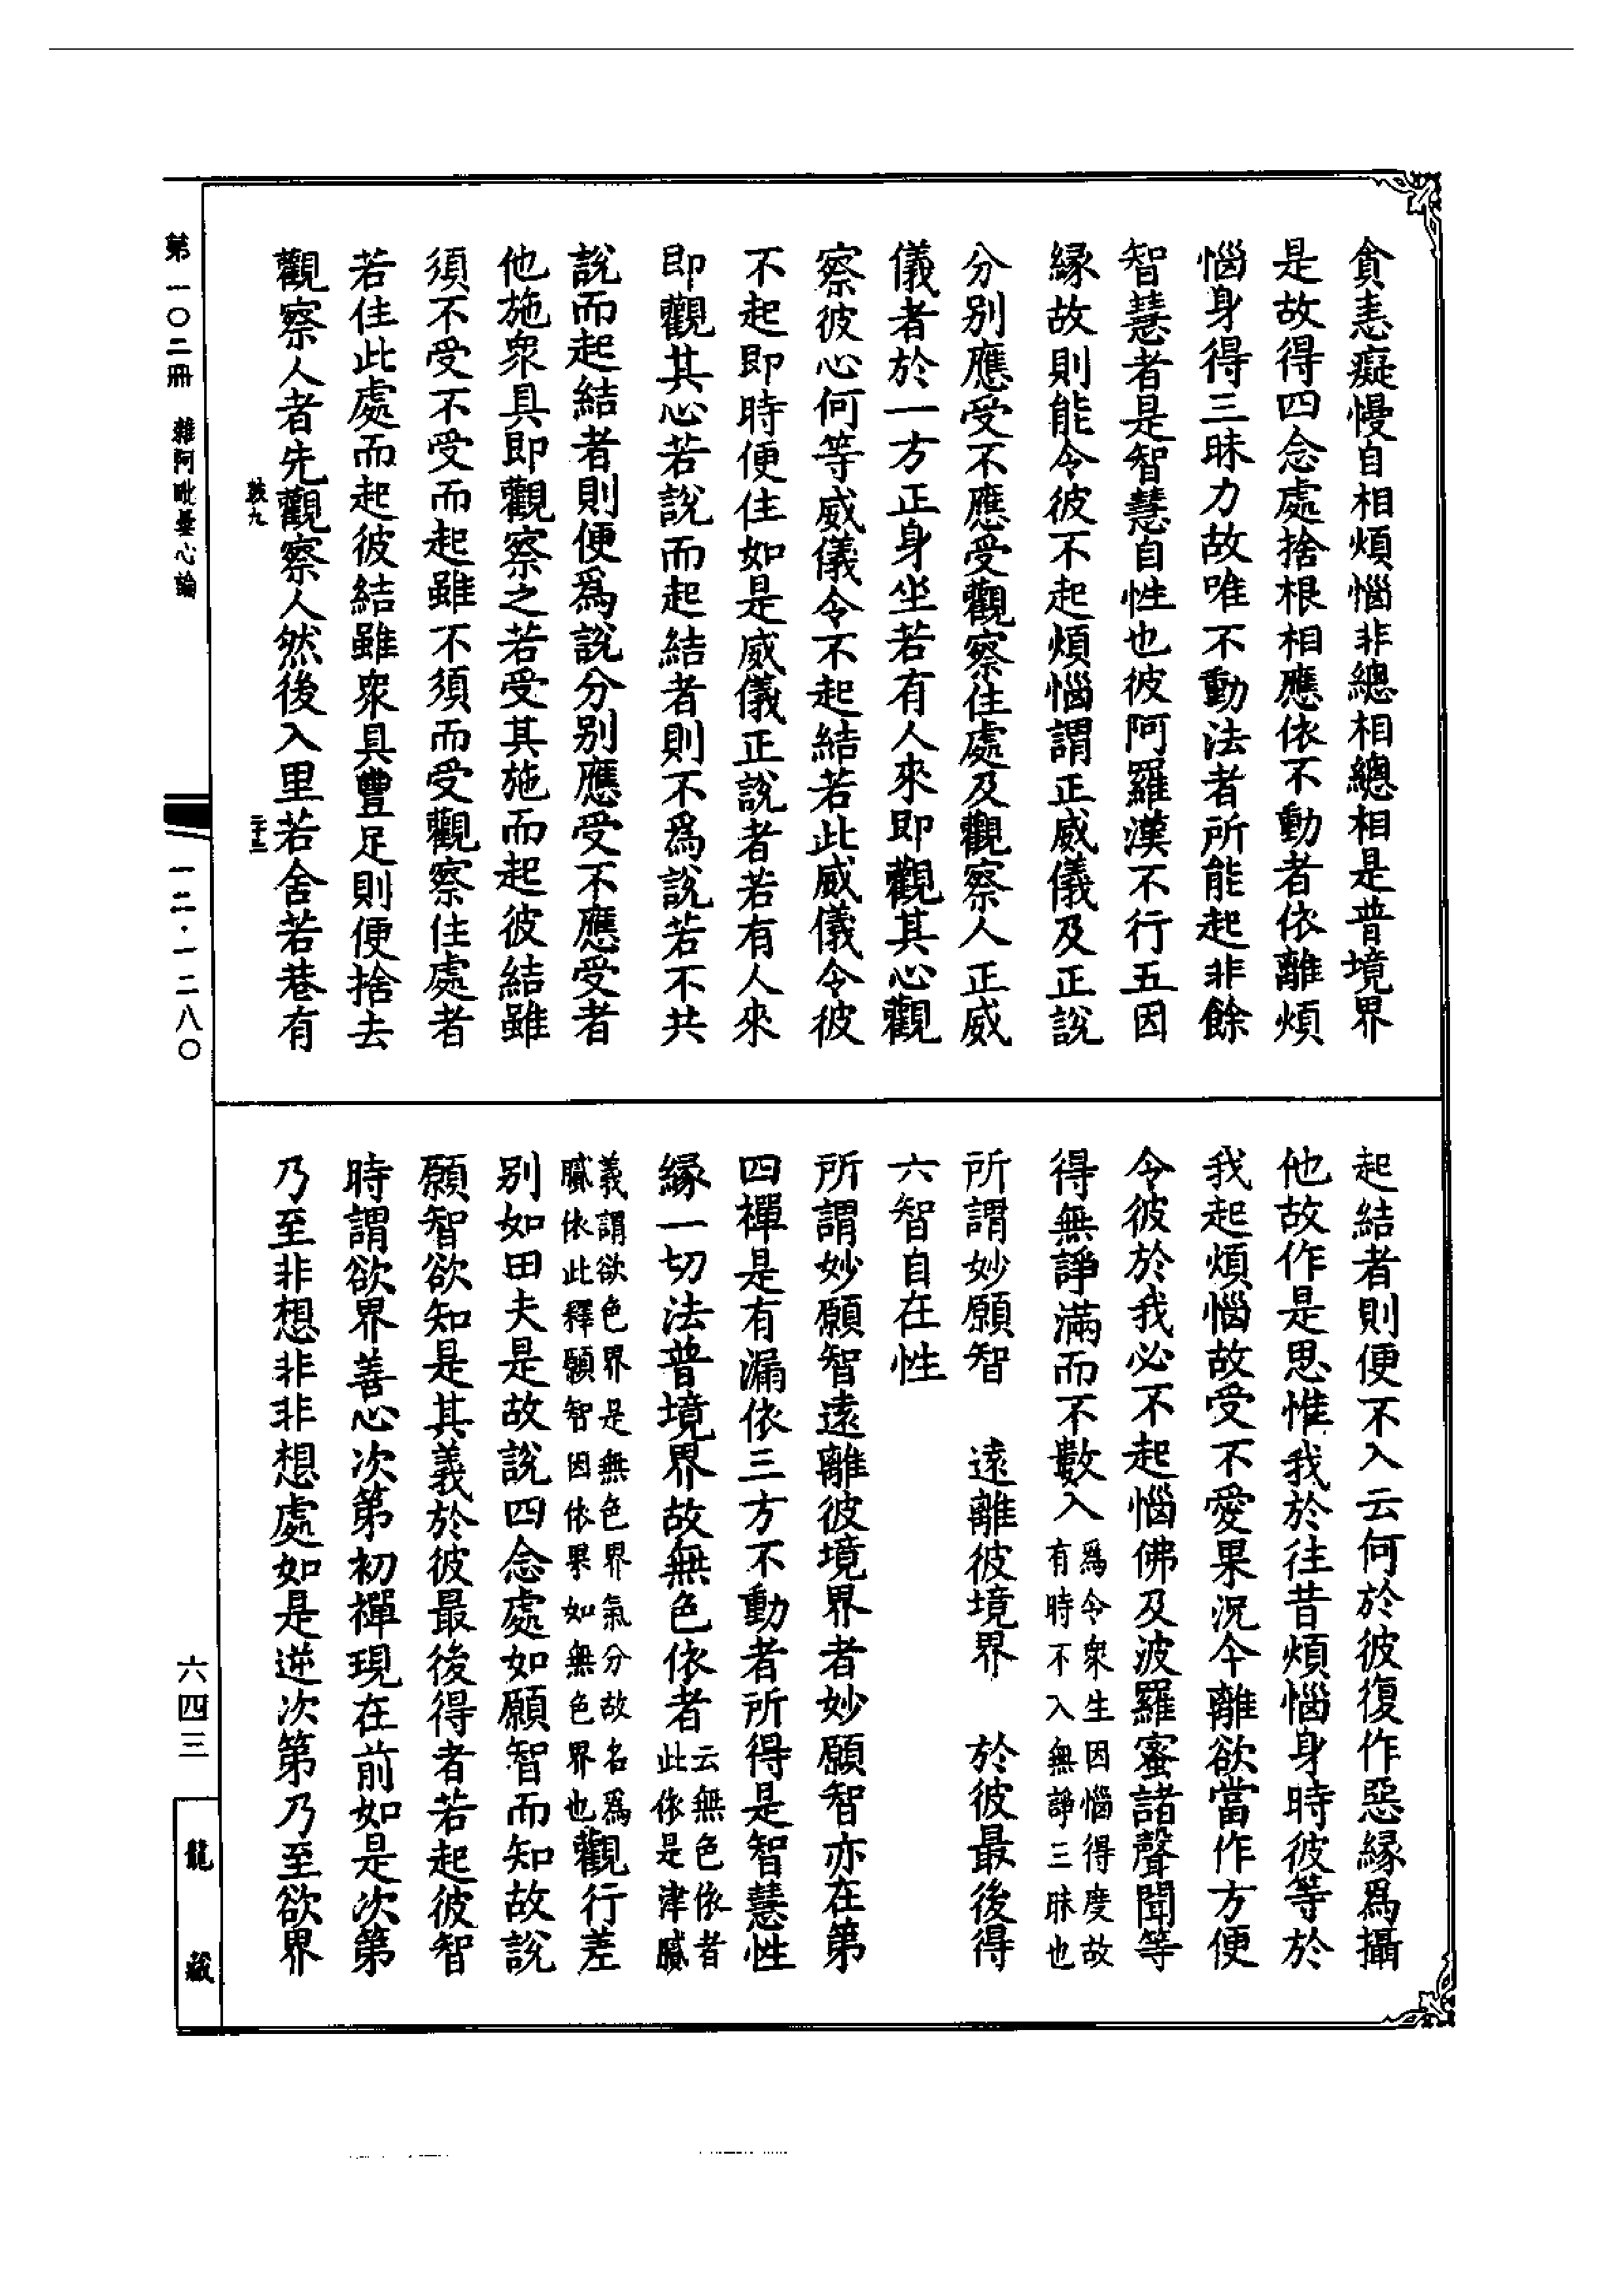 貪恚癡慢自相煩惱非總相總相是普境界
是故得四念處捨根相應依不動者依離煩
惱身得三昧力故唯不動法者所能起非餘
智慧者是智慧自性也彼阿羅漢不行五因
緣故則能令彼不起煩惱謂正威儀及正說
分别應受不應受觀察住處及觀察人正威
儀者於一方正身坐若有人來即觀其心觀
察彼心何等威儀令不起結若此威儀令彼
不起即時便住如是威儀正說者若有人來
即觀其心若說而起結者則不爲說若不共
說而起結者則便爲說分别應受不應受者
他施衆具即觀察之若受其施而起彼結雖
須不受不受而起雖不須而受觀察住處者
若住此處而起彼結雖衆具豐足則便捨去
觀察人者先觀察人然後入里若舍若巷有
起結者則便不入云何於彼復作惡緣爲攝
他故作是思惟我於往昔煩惱身時彼等於
我起煩惱故受不愛果況今離欲當作方便
令彼於我必不起惱佛及波羅蜜諸聲聞等
得無諍滿而不數入爲令衆生因惱得度故
有時不入無諍三昧也
所謂妙願智　遠離彼境界　於彼最後得
六智自在性
所謂妙願智遠離彼境界者妙願智亦在第
四禪是有漏依三方不動者所得是智慧性
緣一切法普境界故無色依者云無色依者
此依是津膩
義謂欲色界是無色界氣分故名爲
膩依此釋願智因依果如無色界也觀行差
别如田夫是故說四念處如願智而知故說
願智欲知是其義於彼最後得者若起彼智
時謂欲界善心次第初禪現在前如是次第
乃至非想非非想處如是逆次第乃至欲界
第一〇二冊　雜阿毗曇心論
一二·一二八〇
六四三
龍藏